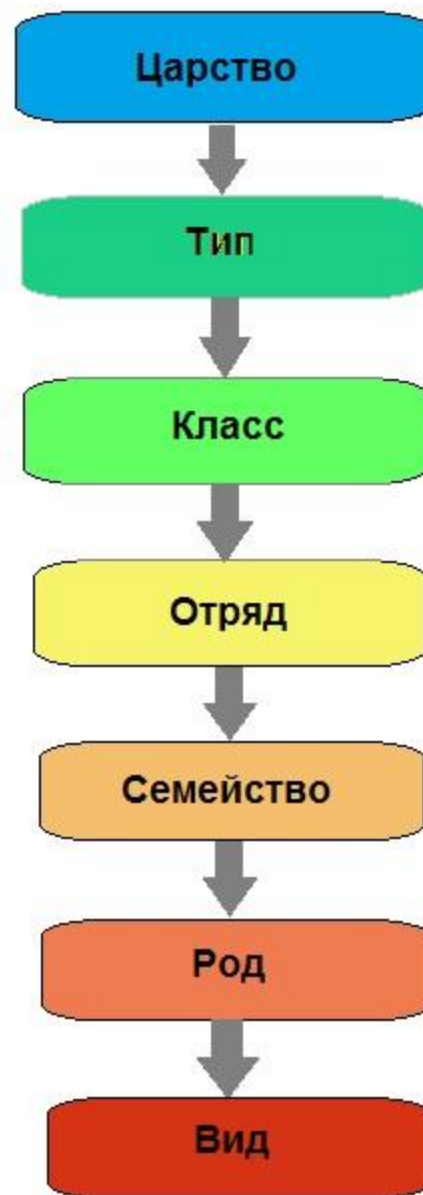 Царство
Тип
Класс
Отряд
Семейство
Род
Вид